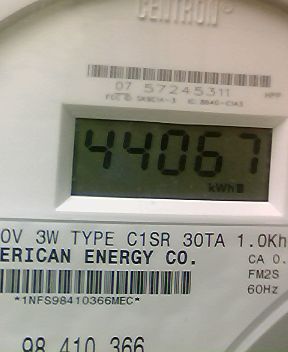 CENTRON®
07 57245311
44067
kWh
0V 3W TYPE C1SR 30TA 1.0Kh
ERICAN ENERGY CO.
CA 0.
FM2S
*1NFS98410366MEC*
60Hz
98 410 366